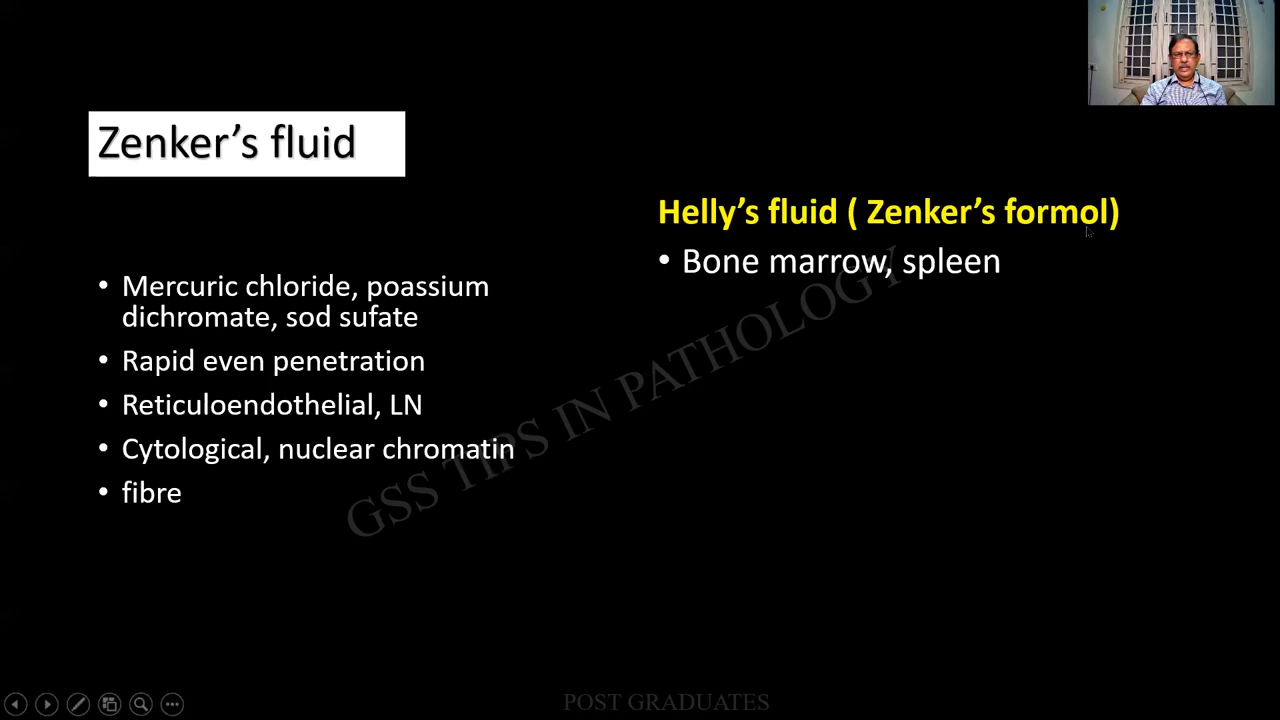 Zenker’s fluid
• Mercuric chloride, poassium
dichromate, sod sufate
• Rapid even penetration
• Reticuloendothelial, LN
• Cytological, nuclear chromatin
• fibre
Helly’s fluid ( Zenker’s formol)
• Bone marrow, spleen
GSS TIPS IN PATHOLOGY
POST GRADUATES